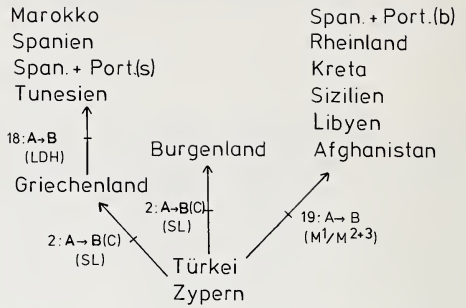 Marokko
Spanien
Span. + Port.(s)
Tunesien
Span. + Port.(b)
Rheinland
Kreta
Sizilien
Libyen
Afghanistan
18: A→B
(LDH)
Burgenland
Griechenland
2: A→B(C)
(SL)
2: A→B(C)
(SL)
19: A→B
(M¹/M²⁺³)
Türkei
Zypern